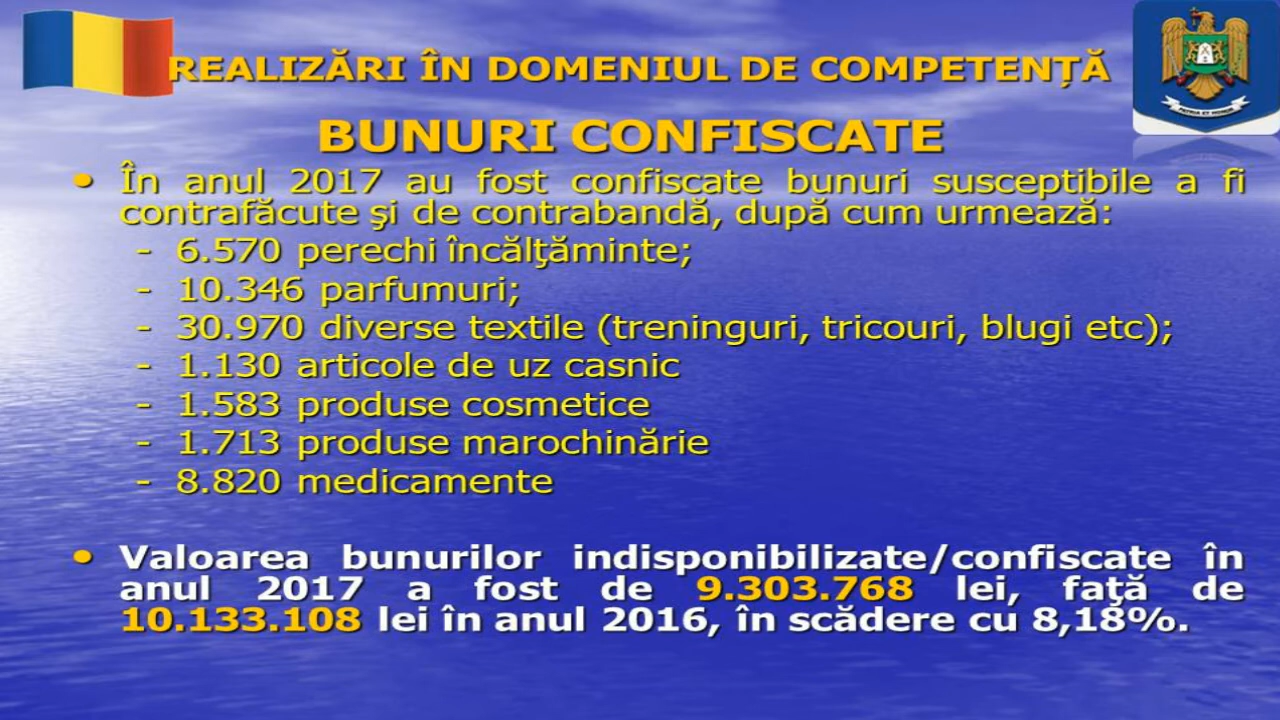 REALIZĂRI ÎN DOMENIUL DE COMPETENȚĂ
PATRIA ET HONOR
BUNURI CONFISCATE
• În anul 2017 au fost confiscate bunuri susceptibile a fi
contrafăcute şi de contrabandă, după cum urmează:
- 6.570 perechi încălţăminte;
- 10.346 parfumuri;
- 30.970 diverse textile (treninguri, tricouri, blugi etc);
- 1.130 articole de uz casnic
- 1.583 produse cosmetice
- 1.713 produse marochinărie
- 8.820 medicamente
• Valoarea bunurilor indisponibilizate/confiscate în
anul 2017 a fost de 9.303.768 lei, faţă de
10.133.108 lei în anul 2016, în scădere cu 8,18%.